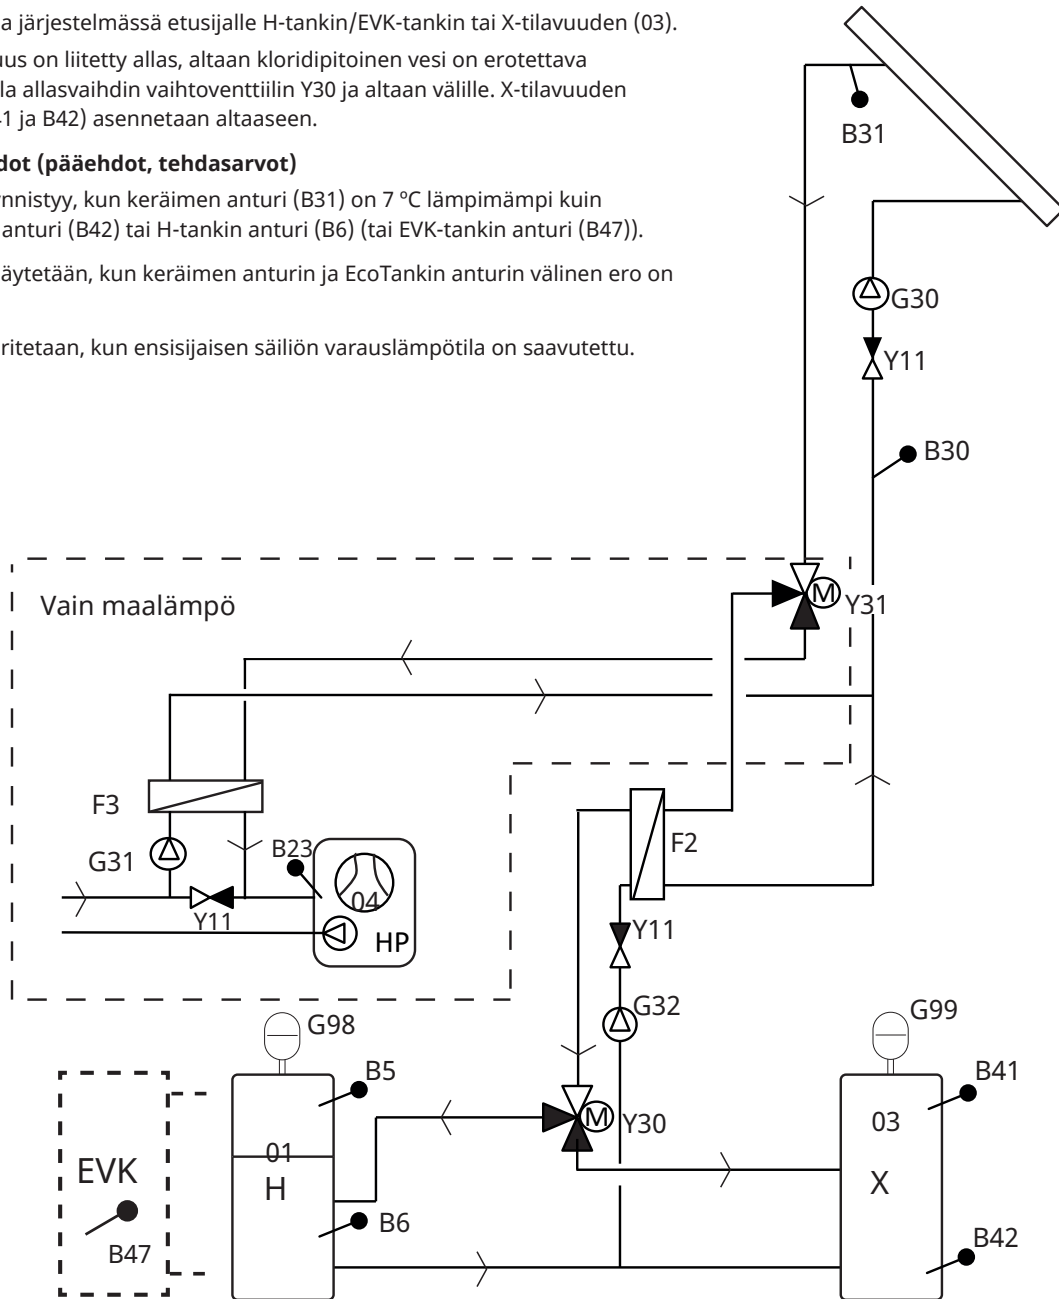 a järjestelmässä etusijalle H-tankin/EVK-tankin tai X-tilavuuden (03).
us on liitetty allas, altaan kloridipitoinen vesi on erotettava
la allasvaihdin vaihtoventtiilin Y30 ja altaan välille. X-tilavuuden
1 ja B42) asennetaan altaaseen.
dot (pääehdot, tehdasarvot)
nnistyy, kun keräimen anturi (B31) on 7 ºC lämpimämpi kuin
anturi (B42) tai H-tankin anturi (B6) (tai EVK-tankin anturi (B47)).
äytetään, kun keräimen anturin ja EcoTankin anturin välinen ero on
ritetaan, kun ensisijaisen säiliön varauslämpötila on saavutettu.
B31
G30
Y11
B30
Vain maalämpö
M
Y31
F3
G31
B23
04
Y11
HP
F2
Y11
G32
G98
G99
B5
B41
M
Y30
03
01
EVK
H
X
B6
B47
B42